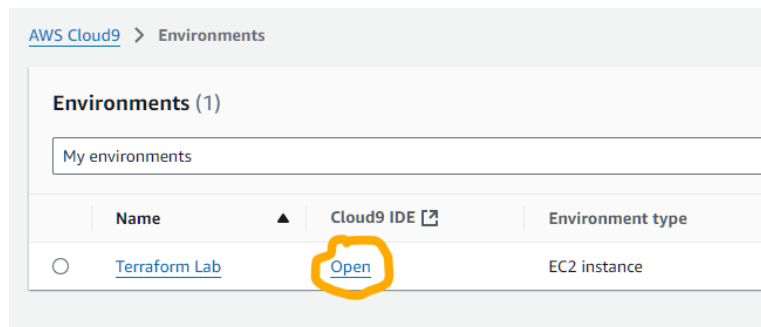 AWS Cloud9 > Environments
Environments (1)
My environments
Name ▲ Cloud9 IDE Environment type
Terraform Lab Open EC2 instance